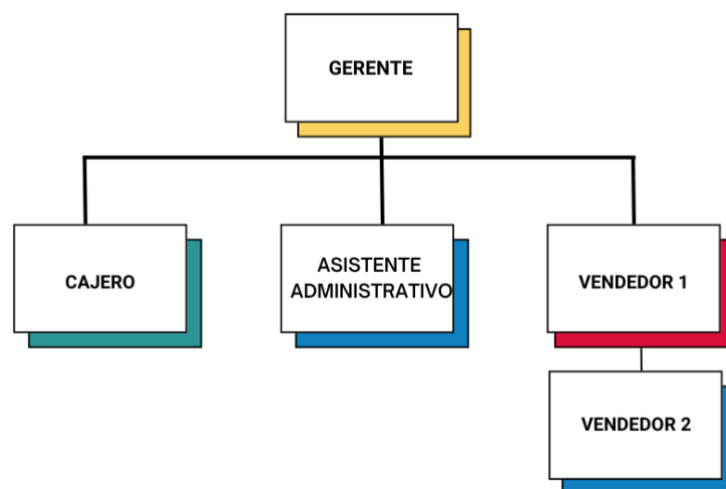 GERENTE
CAJERO
ASISTENTE
ADMINISTRATIVO
VENDEDOR 1
VENDEDOR 2